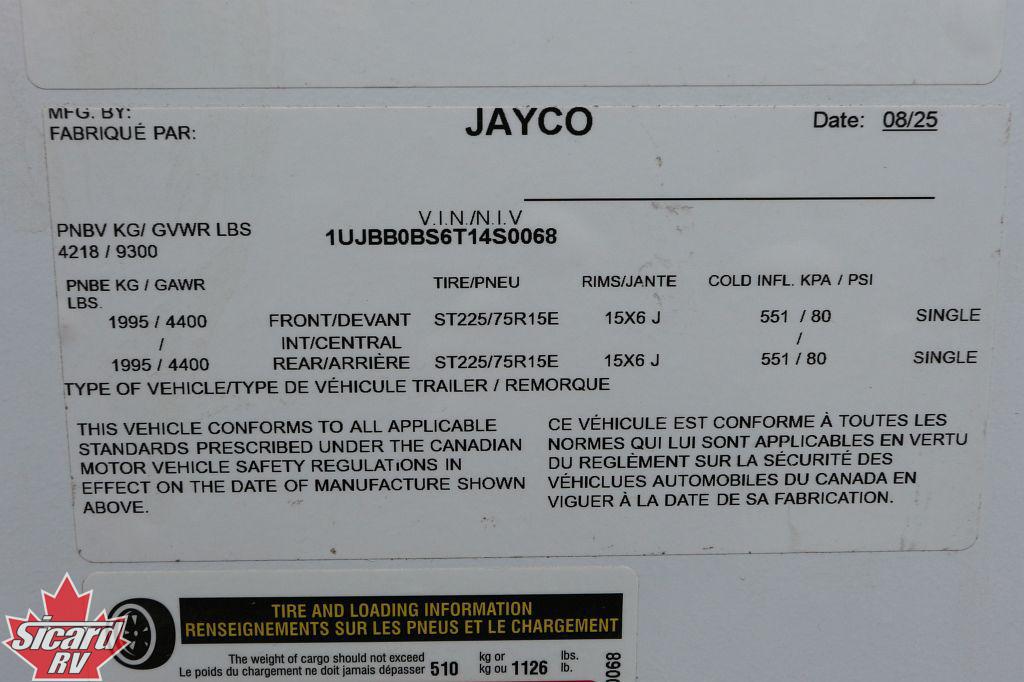 MFG. BY:
FABRIQUÉ PAR:
JAYCO
Date: 08/25
V.I.N./N.I.V
1UJBB0BS6T14S0068
PNBV KG/ GVWR LBS
4218 / 9300
PNBE KG / GAWR LBS. TIRE/PNEU RIMS/JANTE COLD INFL. KPA / PSI
1995 / 4400 FRONT/DEVANT ST225/75R15E 15X6 J 551 / 80 SINGLE
/ INT/CENTRAL /
1995 / 4400 REAR/ARRIÈRE ST225/75R15E 15X6 J 551 / 80 SINGLE
TYPE OF VEHICLE/TYPE DE VÉHICULE TRAILER / REMORQUE
THIS VEHICLE CONFORMS TO ALL APPLICABLE
STANDARDS PRESCRIBED UNDER THE CANADIAN
MOTOR VEHICLE SAFETY REGULATIONS IN
EFFECT ON THE DATE OF MANUFACTURE SHOWN
ABOVE.
CE VÉHICULE EST CONFORME À TOUTES LES
NORMES QUI LUI SONT APPLICABLES EN VERTU
DU REGLÈMENT SUR LA SÉCURITÉ DES
VÉHICLUES AUTOMOBILES DU CANADA EN
VIGUER À LA DATE DE SA FABRICATION.
TIRE AND LOADING INFORMATION
RENSEIGNEMENTS SUR LES PNEUS ET LE CHARGEMENT
The weight of cargo should not exceed kg or lbs.
Le poids du chargement ne doit jamais dépasser 510 kg ou 1126 lb.
0068
Sicard
RV